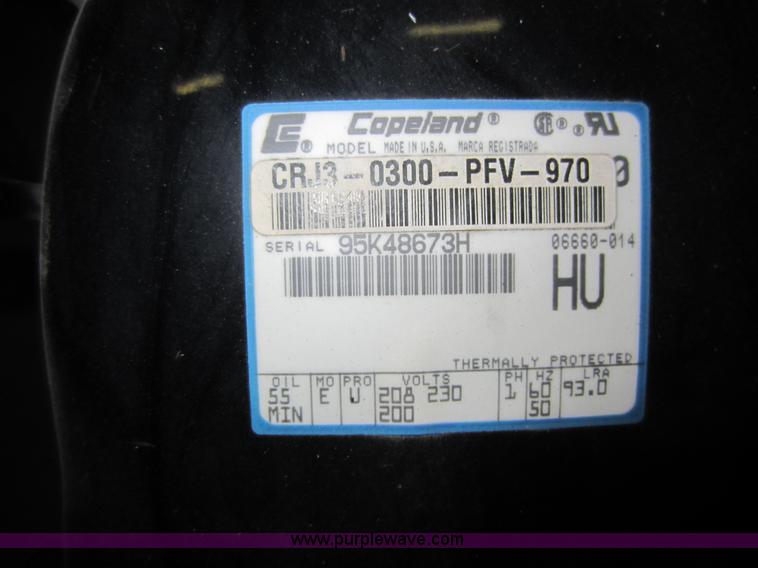 Copeland®
MODEL MADE IN U.S.A. MARCA REGISTRADA
CRJ3-0300-PFV-970 0
SERIAL 95K48673H 06660-014
HU
THERMALLY PROTECTED
OIL MO PRO VOLTS PH HZ LRA
55 E U 208 230 1 60 93.0
MIN 200 50
www.purplewave.com